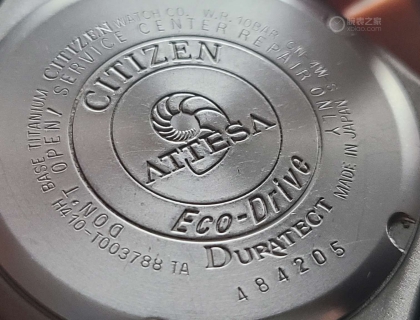 CITIZEN WATCH CO. W.R. 10BAR
BASE TITANIUM
DON'T OPEN/ SERVICE CENTER REPAIR ONLY
CITIZEN
ATTESA
Eco-Drive
DURATECT
H410-T003788 TA
484205
MADE IN JAPAN